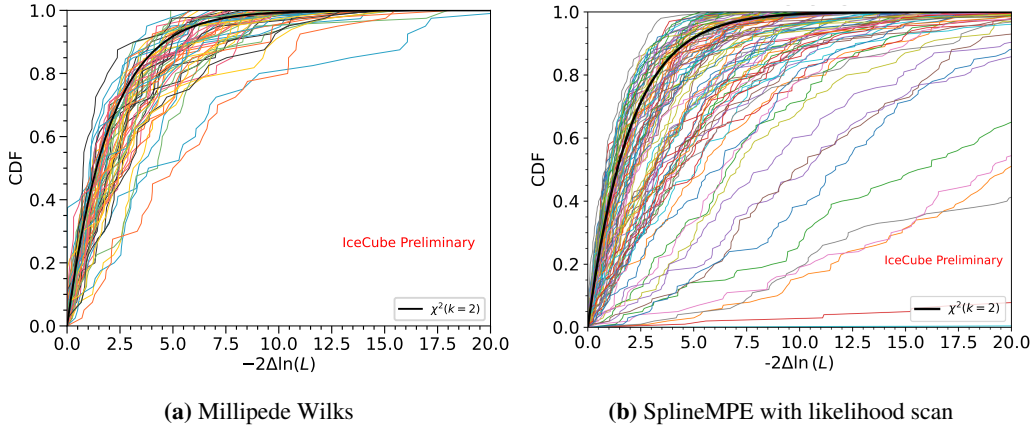 CDF
1.0
0.8
0.6
0.4
0.2
0.0
IceCube Preliminary
χ²(k = 2)
0.0 2.5 5.0 7.5 10.0 12.5 15.0 17.5 20.0
−2Δln(L)
(a) Millipede Wilks
CDF
1.0
0.8
0.6
0.4
0.2
0.0
IceCube Preliminary
χ²(k = 2)
0.0 2.5 5.0 7.5 10.0 12.5 15.0 17.5 20.0
-2Δln (L)
(b) SplineMPE with likelihood scan